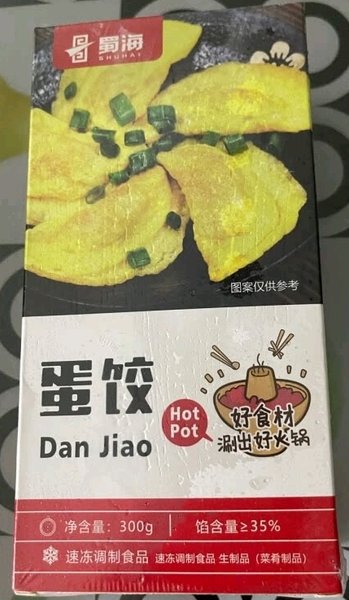 蜀海
SHUHAI
图案仅供参考
蛋饺
Dan Jiao
Hot
Pot
好食材
涮出好火锅
净含量：300g
馅含量≥35%
速冻调制食品 速冻调制食品 生制品（菜肴制品）